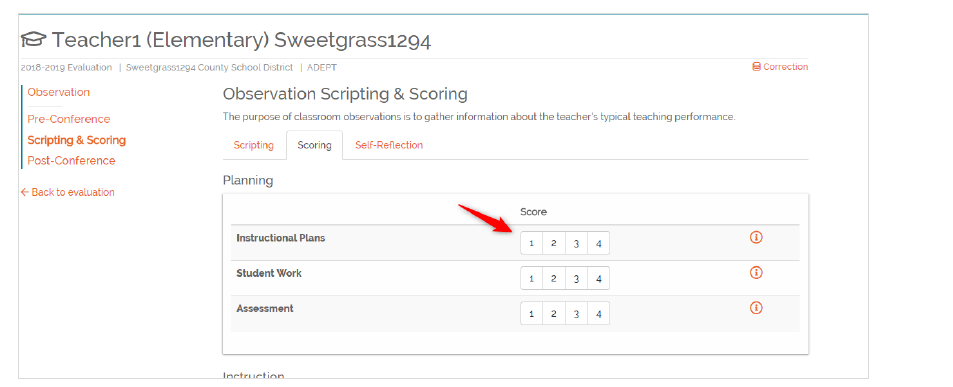 Teacher1 (Elementary) Sweetgrass1294
2018-2019 Evaluation | Sweetgrass1294 County School District | ADEPT
Correction
Observation
Pre-Conference
Scripting & Scoring
Post-Conference
← Back to evaluation
Observation Scripting & Scoring
The purpose of classroom observations is to gather information about the teacher's typical teaching performance.
Scripting Scoring Self-Reflection
Planning
Score
Instructional Plans 1 2 3 4
Student Work 1 2 3 4
Assessment 1 2 3 4
Instruction